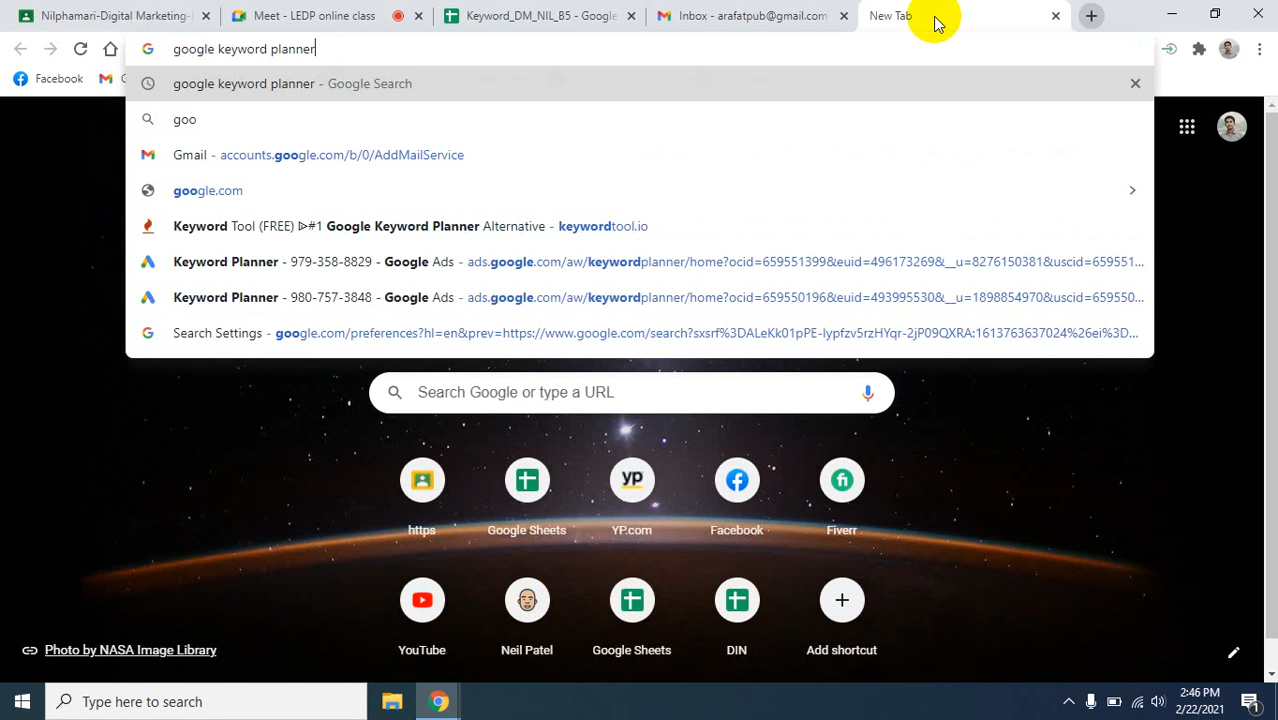 Nilphamari-Digital Marketing-
Meet - LEDP online class
Keyword_DM_NIL_B5 - Google
Inbox - arafatpub@gmail.com
New Tab
google keyword planner
Facebook
google keyword planner - Google Search
goo
Gmail - accounts.google.com/b/0/AddMailService
google.com
Keyword Tool (FREE) ᐈ#1 Google Keyword Planner Alternative - keywordtool.io
Keyword Planner - 979-358-8829 - Google Ads - ads.google.com/aw/keywordplanner/home?ocid=659551399&euid=496173269&__u=8276150381&uscid=659551...
Keyword Planner - 980-757-3848 - Google Ads - ads.google.com/aw/keywordplanner/home?ocid=659550196&euid=493995530&__u=1898854970&uscid=659550...
Search Settings - google.com/preferences?hl=en&prev=https://www.google.com/search?sxsrf%3DALeKk01pPE-Iypfzv5rzHYqr-2jP09QXRA:1613763637024%26ei%3D...
Search Google or type a URL
yp
https
Google Sheets
YP.com
Facebook
Fiverr
YouTube
Neil Patel
Google Sheets
DIN
Add shortcut
Photo by NASA Image Library
Type here to search
2:46 PM
2/22/2021